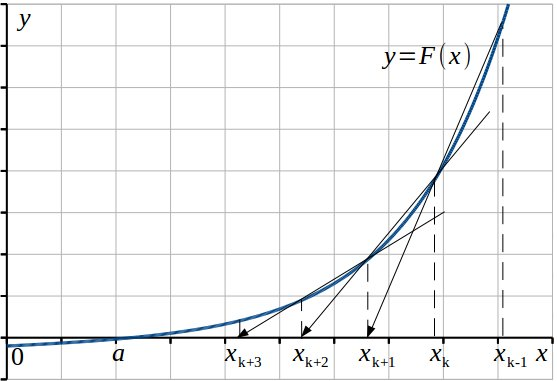 y
y=F(x)
0 a x_{k+3} x_{k+2} x_{k+1} x_k x_{k-1} x